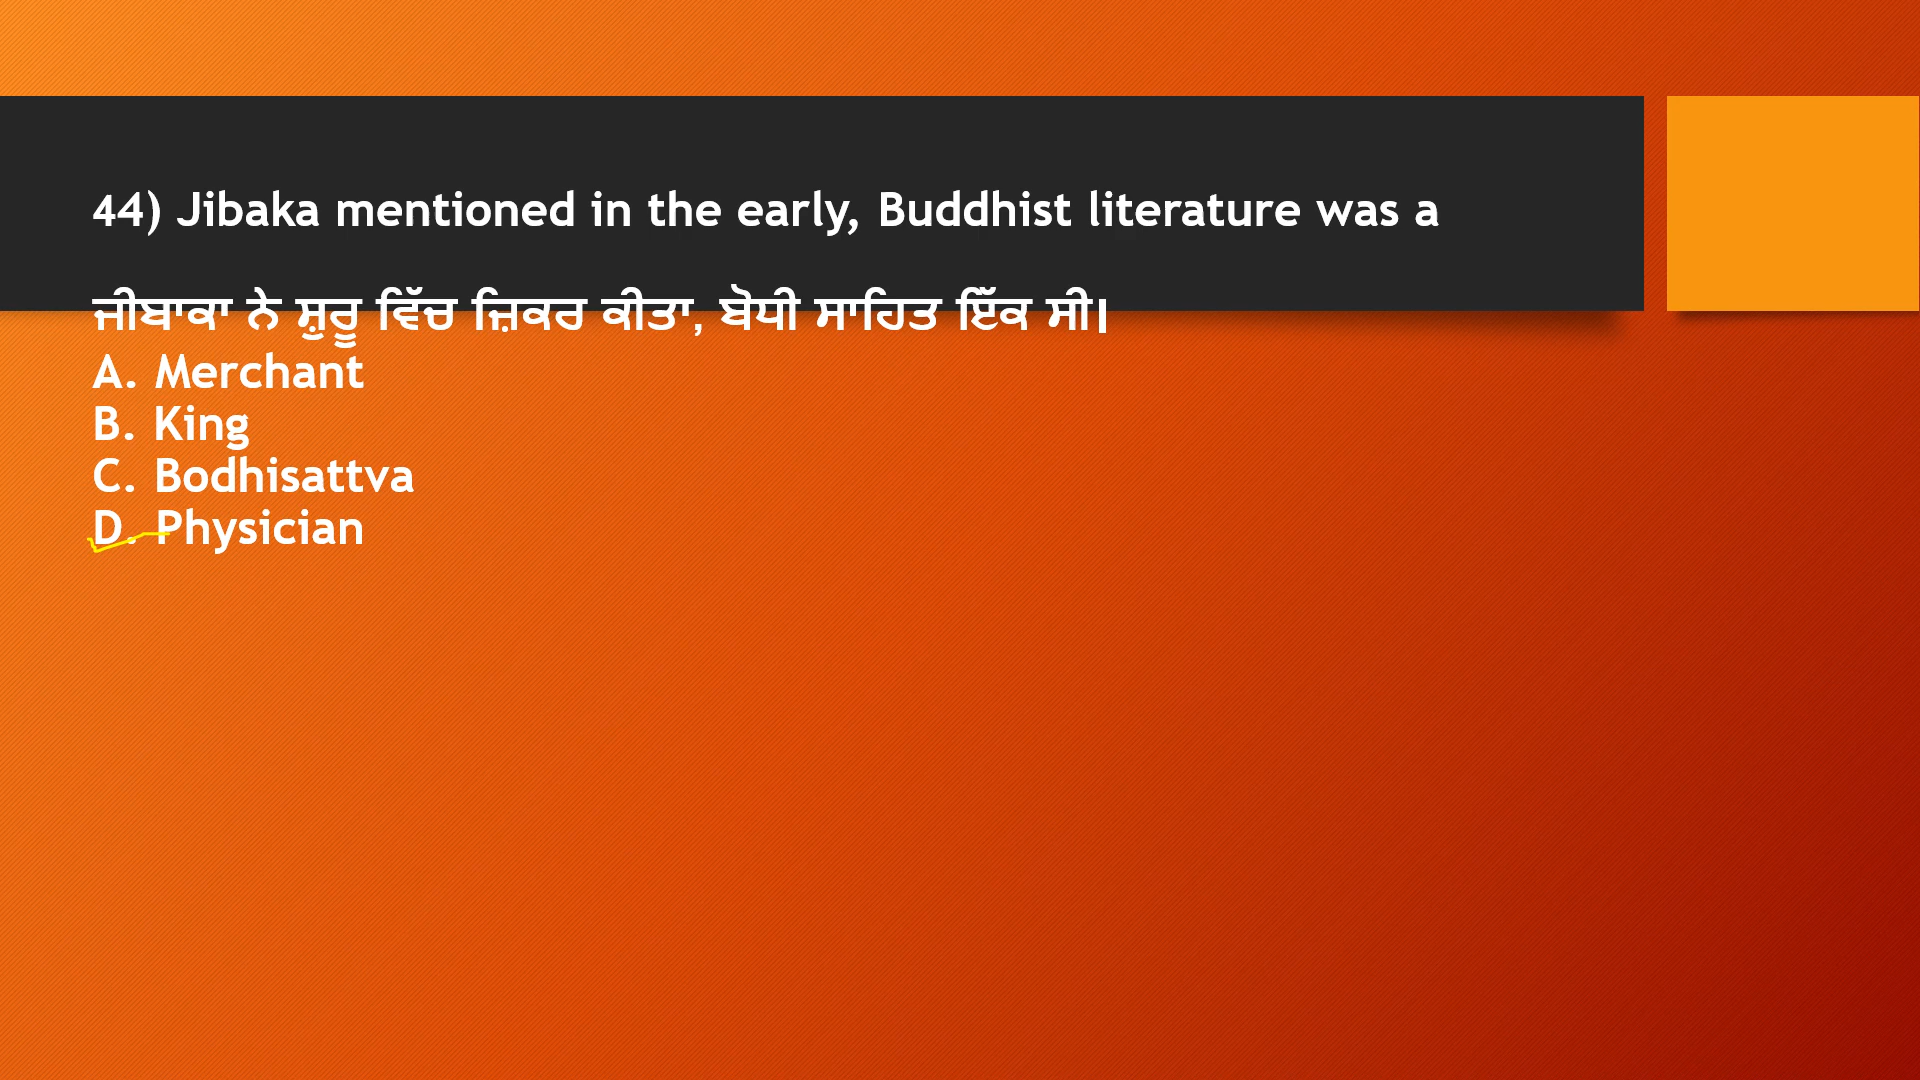 44) Jibaka mentioned in the early, Buddhist literature was a
ਜੀਬਾਕਾ ਨੇ ਸ਼ੁਰੂ ਵਿੱਚ ਜ਼ਿਕਰ ਕੀਤਾ, ਬੋਧੀ ਸਾਹਿਤ ਇੱਕ ਸੀ।
A. Merchant
B. King
C. Bodhisattva
D. Physician